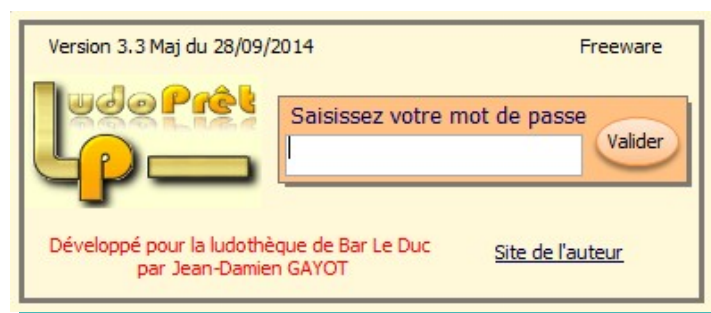 Version 3.3 Maj du 28/09/2014
Freeware
LudoPrêt
LP
Saisissez votre mot de passe
Valider
Développé pour la ludothèque de Bar Le Duc
par Jean-Damien GAYOT
Site de l'auteur